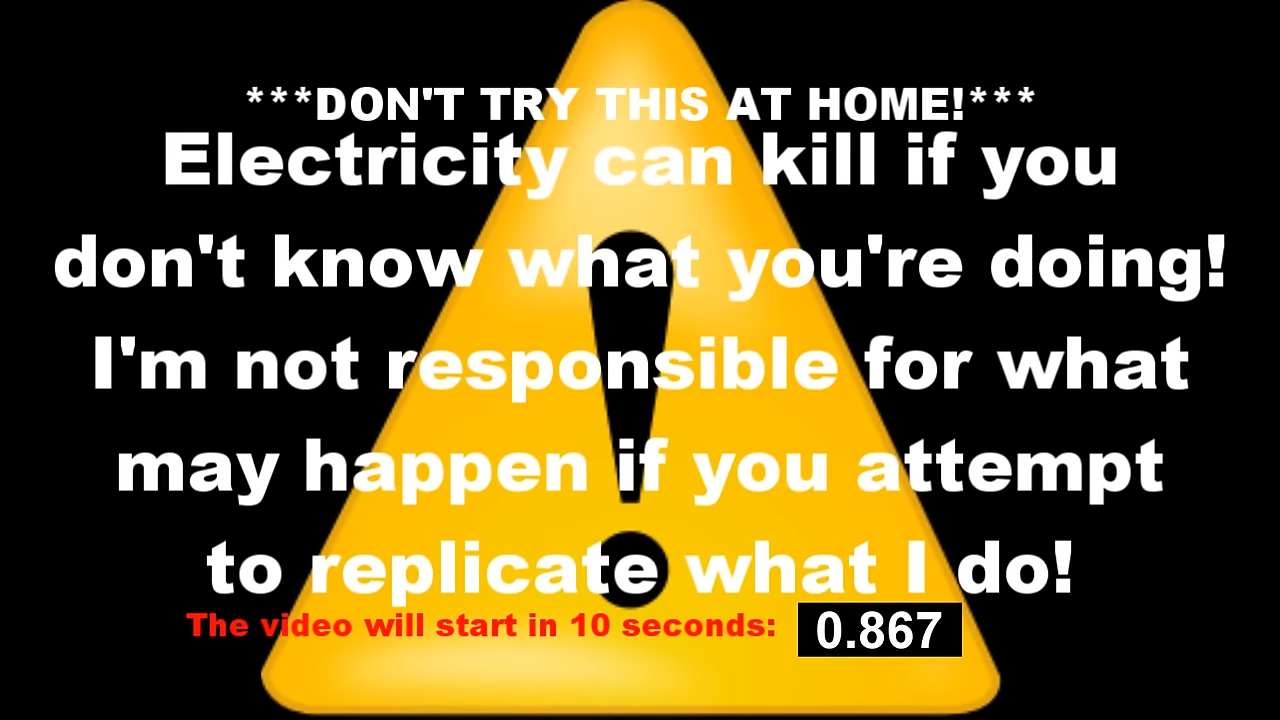 ***DON'T TRY THIS AT HOME!***
Electricity can kill if you
don't know what you're doing!
I'm not responsible for what
may happen if you attempt
to replicate what I do!
The video will start in 10 seconds: 0.867